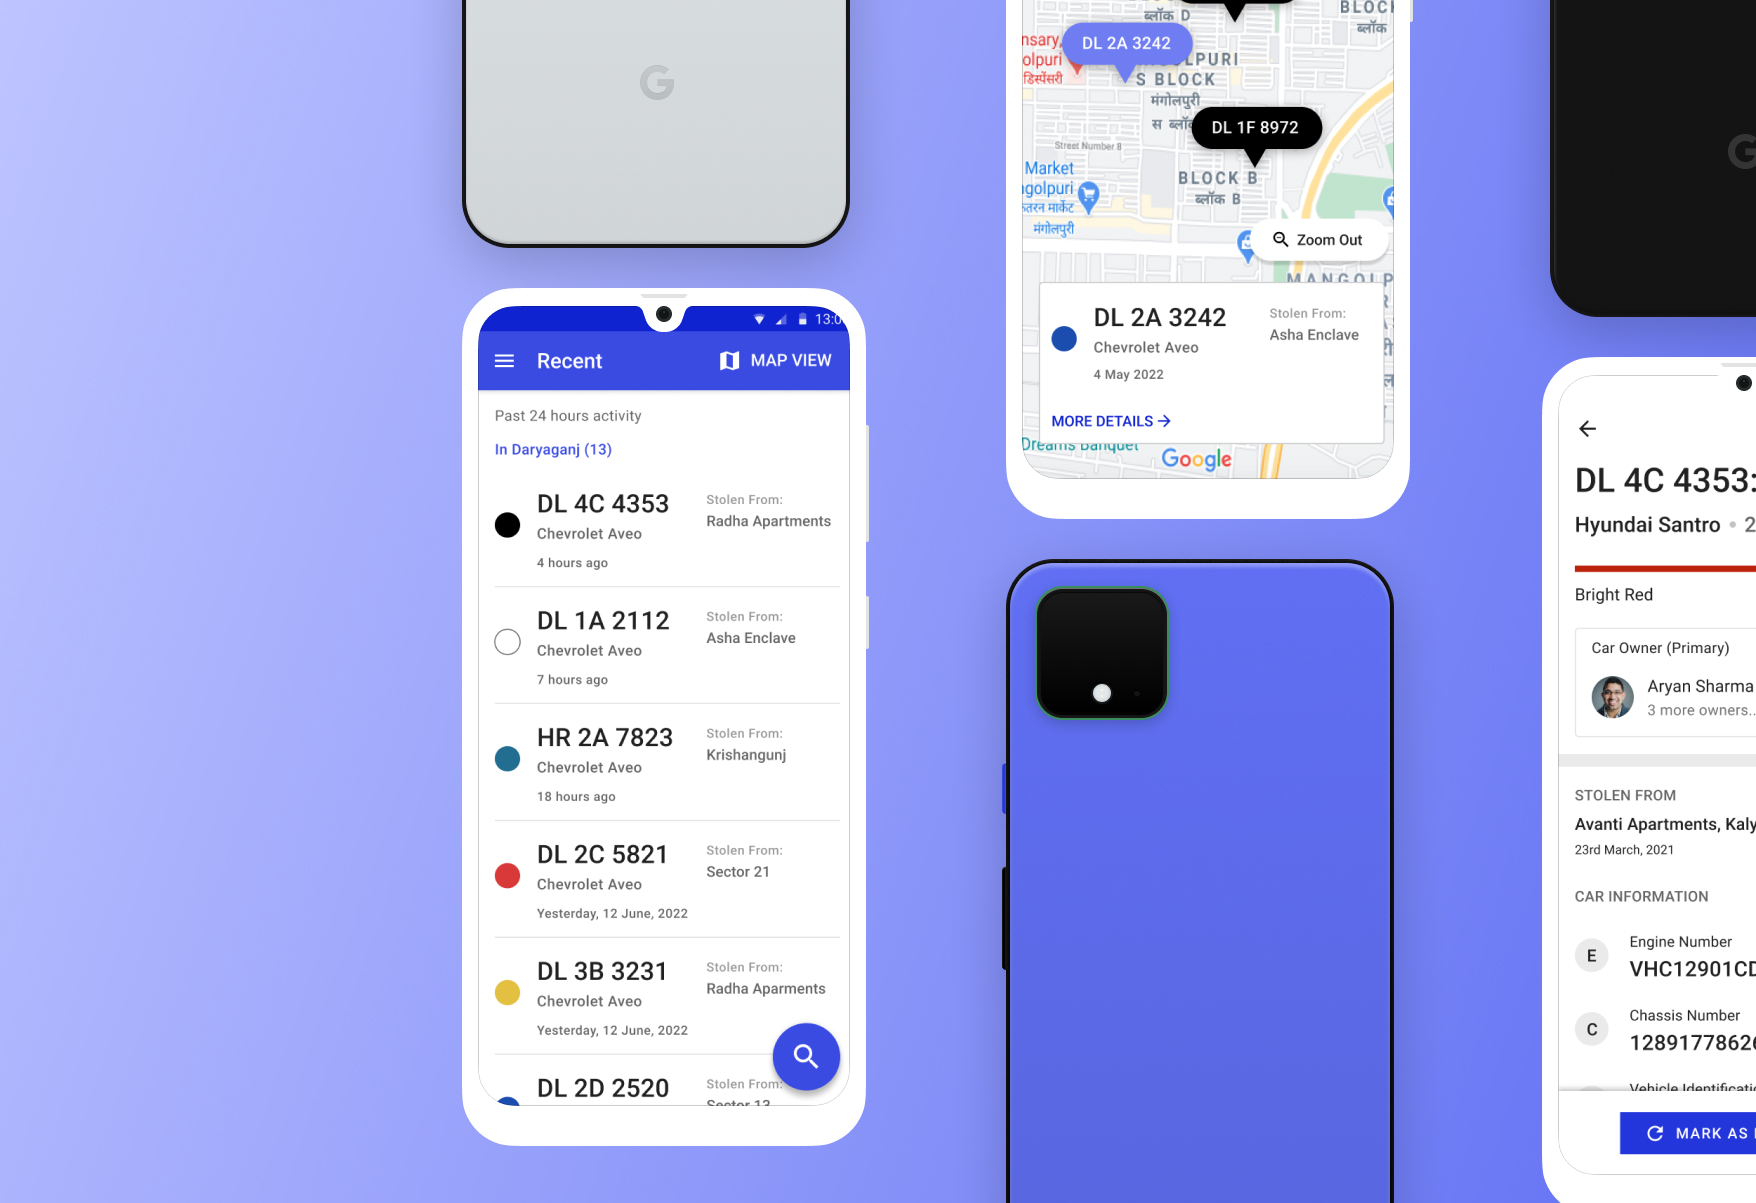 G
13:0
Recent
MAP VIEW
Past 24 hours activity
In Daryaganj (13)
DL 4C 4353
Chevrolet Aveo
4 hours ago
Stolen From:
Radha Apartments
DL 1A 2112
Chevrolet Aveo
7 hours ago
Stolen From:
Asha Enclave
HR 2A 7823
Chevrolet Aveo
18 hours ago
Stolen From:
Krishangunj
DL 2C 5821
Chevrolet Aveo
Yesterday, 12 June, 2022
Stolen From:
Sector 21
DL 3B 3231
Chevrolet Aveo
Yesterday, 12 June, 2022
Stolen From:
Radha Aparments
DL 2D 2520
Stolen From:
Sector 13
ब्लॉक D
BLOCK
ब्लॉक
nsary,
olpuri
डिस्पेंसरी
DL 2A 3242
OLPURI
S BLOCK
मंगोलपुरी
स ब्लॉ
DL 1F 8972
Street Number 8
Market
ngolpuri
मार्केट
मंगोलपुरी
BLOCK B
ब्लॉक B
Zoom Out
MANGOLP
DL 2A 3242
Chevrolet Aveo
4 May 2022
Stolen From:
Asha Enclave
MORE DETAILS
Dreams Banquet
Google
G
DL 4C 4353:
Hyundai Santro • 2
Bright Red
Car Owner (Primary)
Aryan Sharma
3 more owners..
STOLEN FROM
Avanti Apartments, Kaly
23rd March, 2021
CAR INFORMATION
E
Engine Number
VHC12901CD
C
Chassis Number
12891778626
Vehicle Identificatio
MARK AS